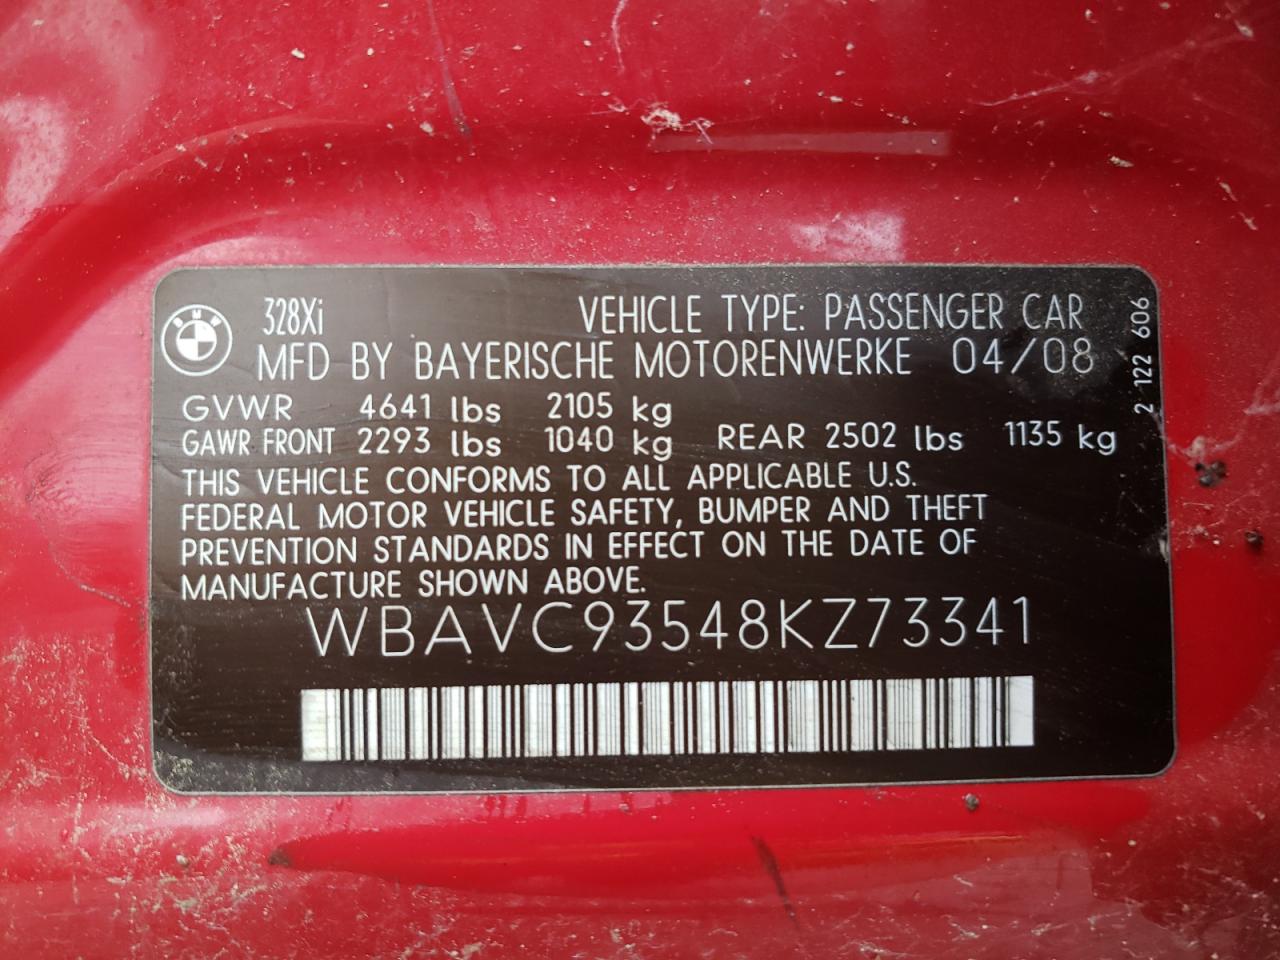 BMW
328Xi VEHICLE TYPE: PASSENGER CAR
MFD BY BAYERISCHE MOTORENWERKE 04/08
GVWR 4641 lbs 2105 kg
GAWR FRONT 2293 lbs 1040 kg REAR 2502 lbs 1135 kg
THIS VEHICLE CONFORMS TO ALL APPLICABLE U.S.
FEDERAL MOTOR VEHICLE SAFETY, BUMPER AND THEFT
PREVENTION STANDARDS IN EFFECT ON THE DATE OF
MANUFACTURE SHOWN ABOVE.
WBAVC93548KZ73341
2 122 606